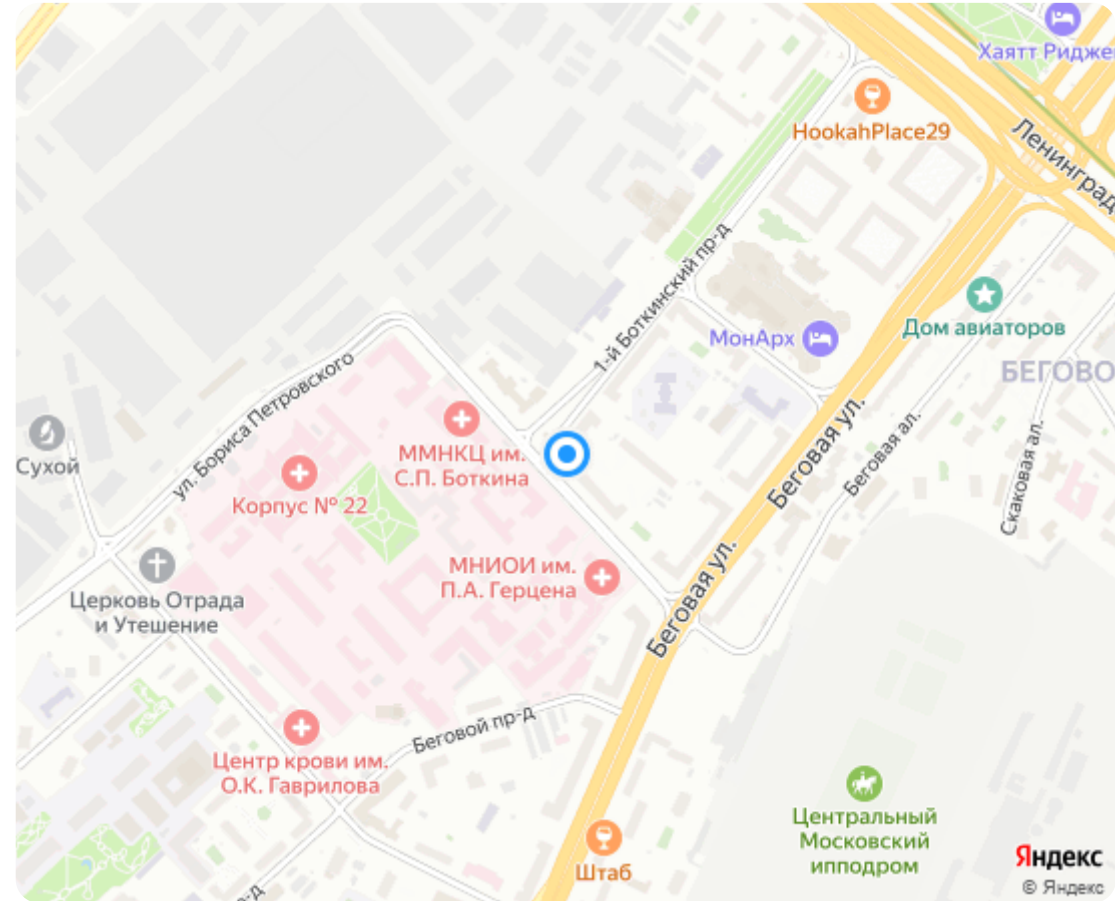 Хаятт Ридже
HookahPlace29
Ленинград
1-й Боткинский пр-д
Дом авиаторов
МонАрх
БЕГОВО
ул. Бориса Петровского
Сухой
ММНКЦ им.
С.П. Боткина
Беговая ул.
Беговая ал.
Скаковая ал.
Корпус № 22
МНИОИ им.
П.А. Герцена
Беговая ул.
Церковь Отрада
и Утешение
Беговой пр-д
Центр крови им.
О.К. Гаврилова
Центральный
Московский
ипподром
Штаб
Яндекс
© Яндекс
-д